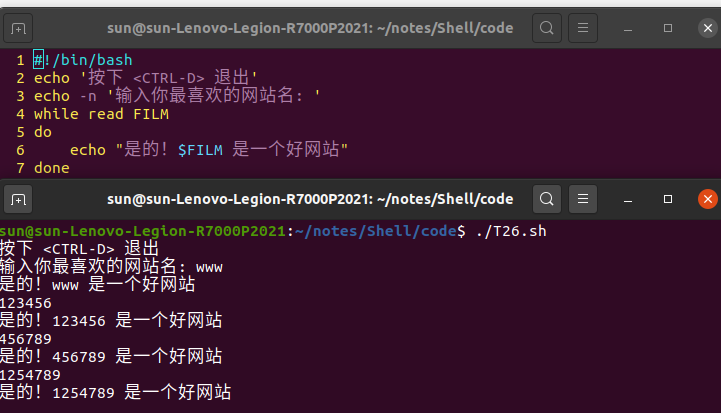 sun@sun-Lenovo-Legion-R7000P2021: ~/notes/Shell/code
1 #!/bin/bash
2 echo '按下 <CTRL-D> 退出'
3 echo -n '输入你最喜欢的网站名: '
4 while read FILM
5 do
6     echo "是的! $FILM 是一个好网站"
7 done
sun@sun-Lenovo-Legion-R7000P2021: ~/notes/Shell/code
sun@sun-Lenovo-Legion-R7000P2021:~/notes/Shell/code$ ./T26.sh
按下 <CTRL-D> 退出
输入你最喜欢的网站名: www
是的! www 是一个好网站
123456
是的! 123456 是一个好网站
456789
是的! 456789 是一个好网站
1254789
是的! 1254789 是一个好网站